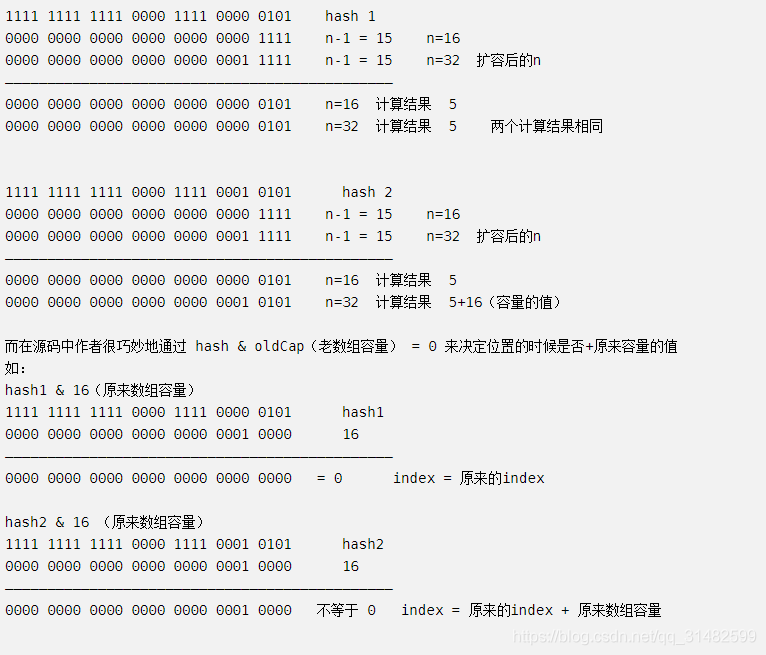 1111 1111 1111 0000 1111 0000 0101    hash 1
0000 0000 0000 0000 0000 0000 1111    n-1 = 15    n=16
0000 0000 0000 0000 0000 0001 1111    n-1 = 15    n=32  扩容后的n
——————————————————————————————
0000 0000 0000 0000 0000 0000 0101    n=16  计算结果  5
0000 0000 0000 0000 0000 0000 0101    n=32  计算结果  5    两个计算结果相同
1111 1111 1111 0000 1111 0001 0101      hash 2
0000 0000 0000 0000 0000 0000 1111    n-1 = 15    n=16
0000 0000 0000 0000 0000 0001 1111    n-1 = 15    n=32  扩容后的n
——————————————————————————————
0000 0000 0000 0000 0000 0000 0101    n=16  计算结果  5
0000 0000 0000 0000 0000 0001 0101    n=32  计算结果  5+16（容量的值）
而在源码中作者很巧妙地通过 hash & oldCap（老数组容量） = 0 来决定位置的时候是否+原来容量的值
如：
hash1 & 16（原来数组容量）
1111 1111 1111 0000 1111 0000 0101      hash1
0000 0000 0000 0000 0000 0001 0000      16
——————————————————————————————
0000 0000 0000 0000 0000 0000 0000   = 0      index = 原来的index
hash2 & 16 （原来数组容量）
1111 1111 1111 0000 1111 0001 0101      hash2
0000 0000 0000 0000 0000 0001 0000      16
——————————————————————————————
0000 0000 0000 0000 0000 0001 0000   不等于 0   index = 原来的index + 原来数组容量
https://blog.csdn.net/qq_31482599